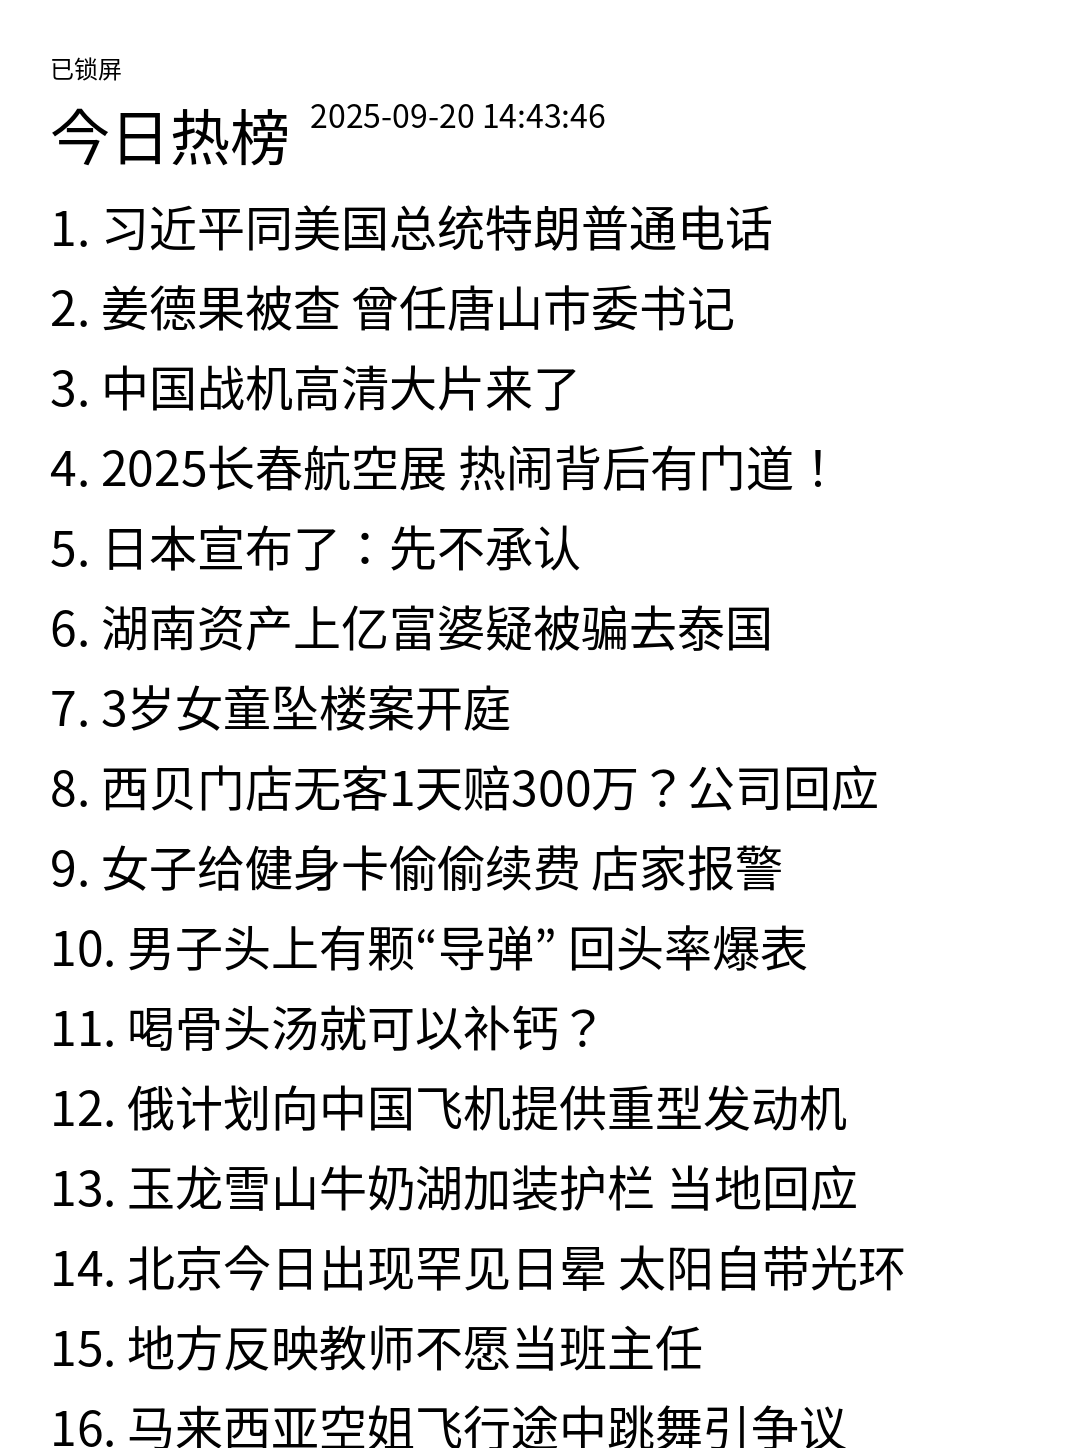 已锁屏
今日热榜 2025-09-20 14:43:46
1. 习近平同美国总统特朗普通电话
2. 姜德果被查 曾任唐山市委书记
3. 中国战机高清大片来了
4. 2025长春航空展 热闹背后有门道！
5. 日本宣布了：先不承认
6. 湖南资产上亿富婆疑被骗去泰国
7. 3岁女童坠楼案开庭
8. 西贝门店无客1天赔300万？公司回应
9. 女子给健身卡偷偷续费 店家报警
10. 男子头上有颗“导弹” 回头率爆表
11. 喝骨头汤就可以补钙？
12. 俄计划向中国飞机提供重型发动机
13. 玉龙雪山牛奶湖加装护栏 当地回应
14. 北京今日出现罕见日晕 太阳自带光环
15. 地方反映教师不愿当班主任
16. 马来西亚空姐飞行途中跳舞引争议